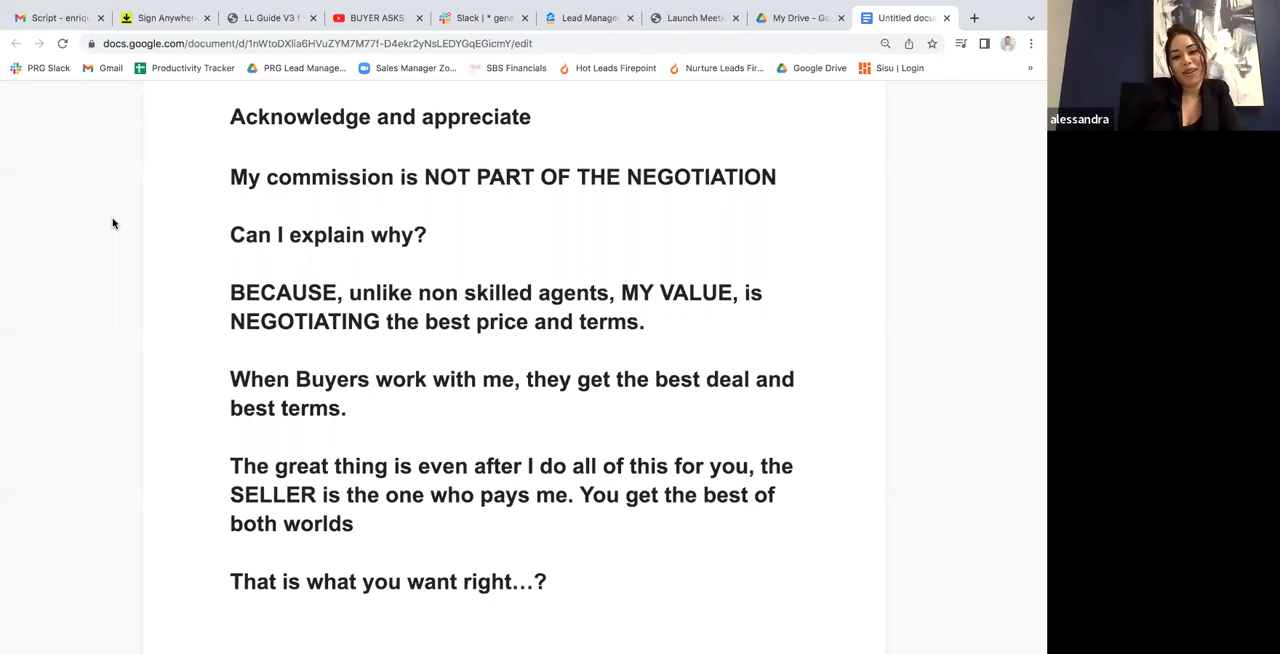 Script - enriqu
Sign Anywher
LL Guide V3 f
BUYER ASKS
Slack | * gene
Lead Manage
Launch Meeti
My Drive - Go
Untitled docu
docs.google.com/document/d/1nWtoDXlia6HVuZYM7M77f-D4ekr2yNsLEDYGqEGicmY/edit
PRG Slack
Gmail
Productivity Tracker
PRG Lead Manage...
Sales Manager Zo...
SBS Financials
Hot Leads Firepoint
Nurture Leads Fir...
Google Drive
Sisu | Login
»
alessandra
Acknowledge and appreciate
My commission is NOT PART OF THE NEGOTIATION
Can I explain why?
BECAUSE, unlike non skilled agents, MY VALUE, is
NEGOTIATING the best price and terms.
When Buyers work with me, they get the best deal and
best terms.
The great thing is even after I do all of this for you, the
SELLER is the one who pays me. You get the best of
both worlds
That is what you want right...?